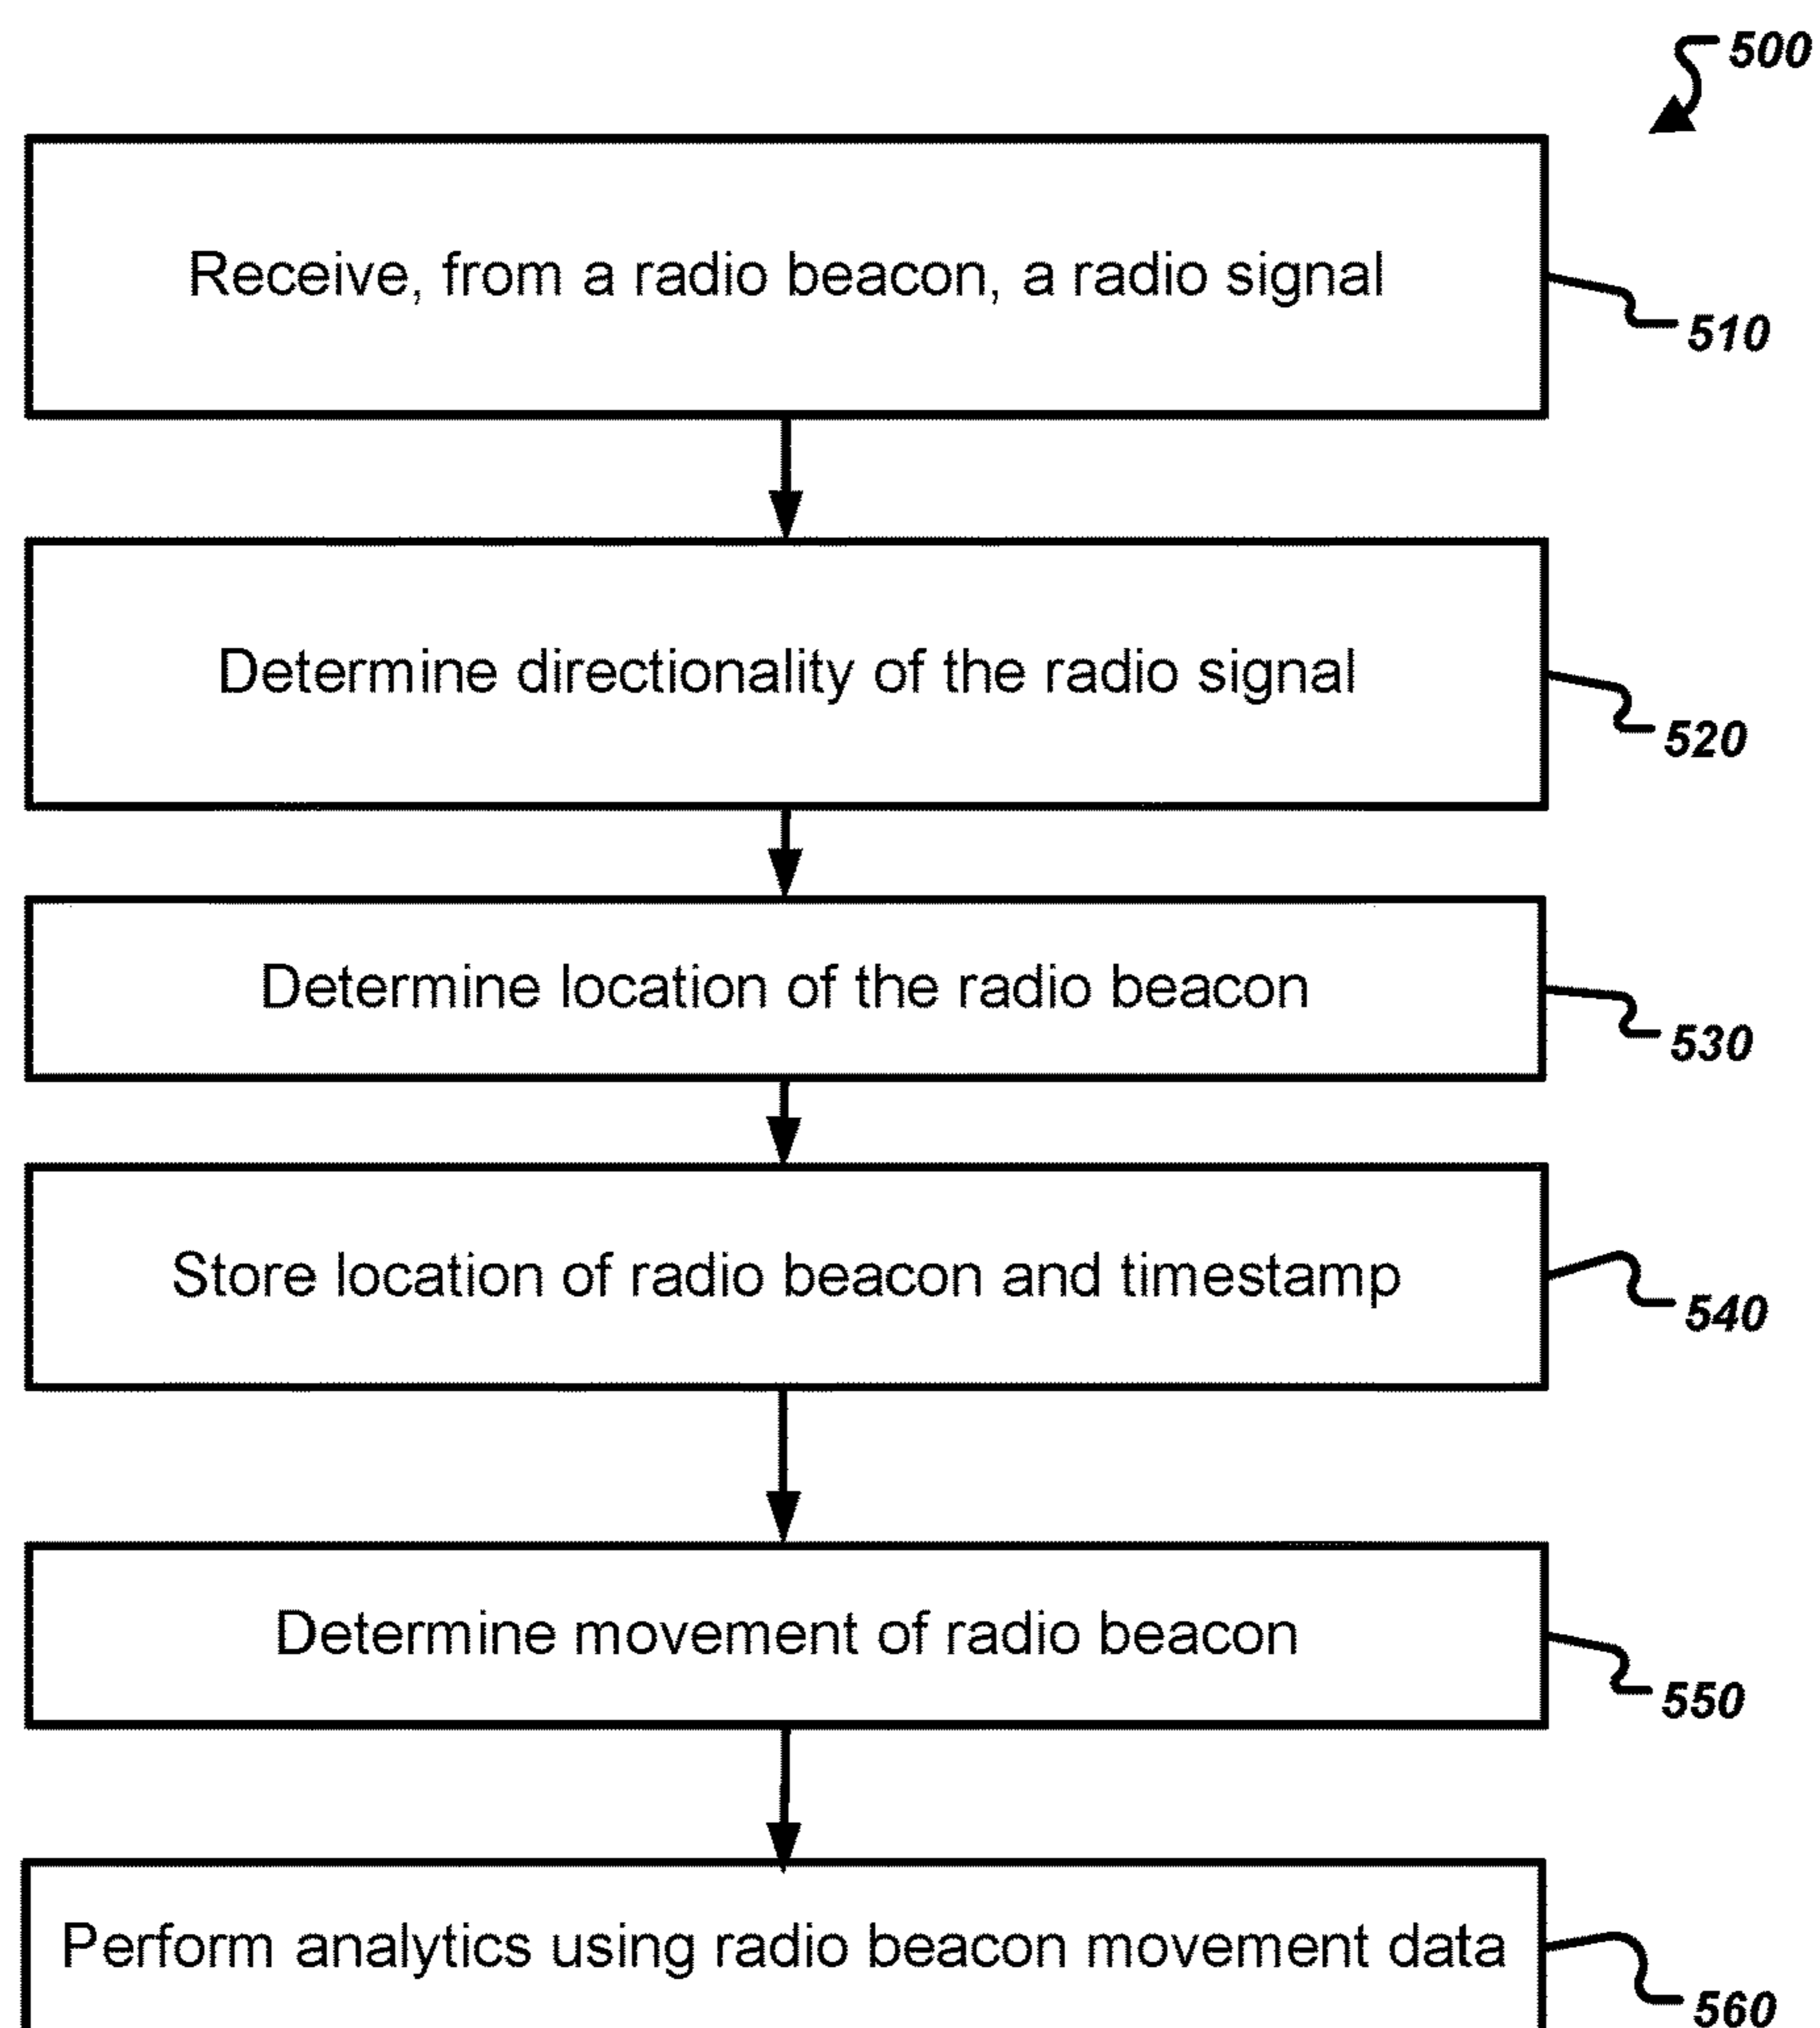 500
Receive, from a radio beacon, a radio signal
510
Determine directionality of the radio signal
520
Determine location of the radio beacon
530
Store location of radio beacon and timestamp
540
Determine movement of radio beacon
550
Perform analytics using radio beacon movement data
560